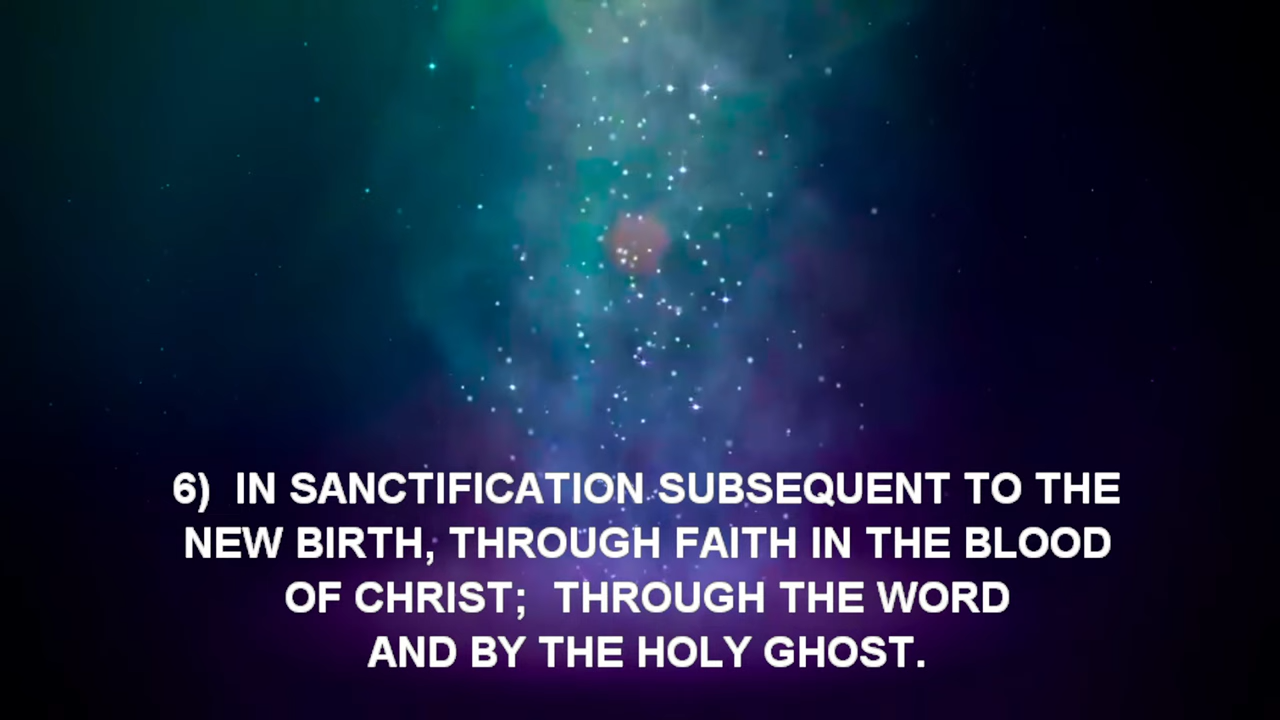 6)  IN SANCTIFICATION SUBSEQUENT TO THE
NEW BIRTH, THROUGH FAITH IN THE BLOOD
OF CHRIST;  THROUGH THE WORD
AND BY THE HOLY GHOST.